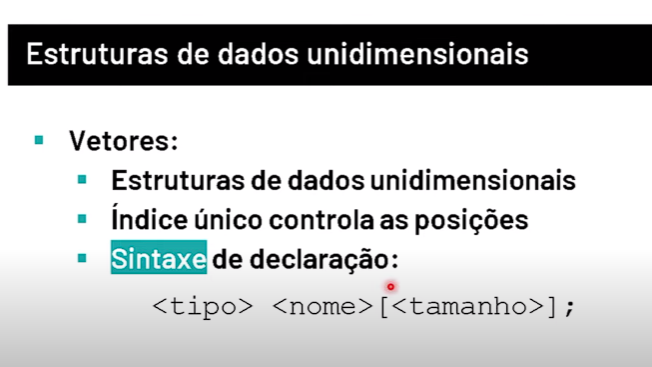 Estruturas de dados unidimensionais
Vetores:
Estruturas de dados unidimensionais
Índice único controla as posições
Sintaxe de declaração:
<tipo> <nome>[<tamanho>];